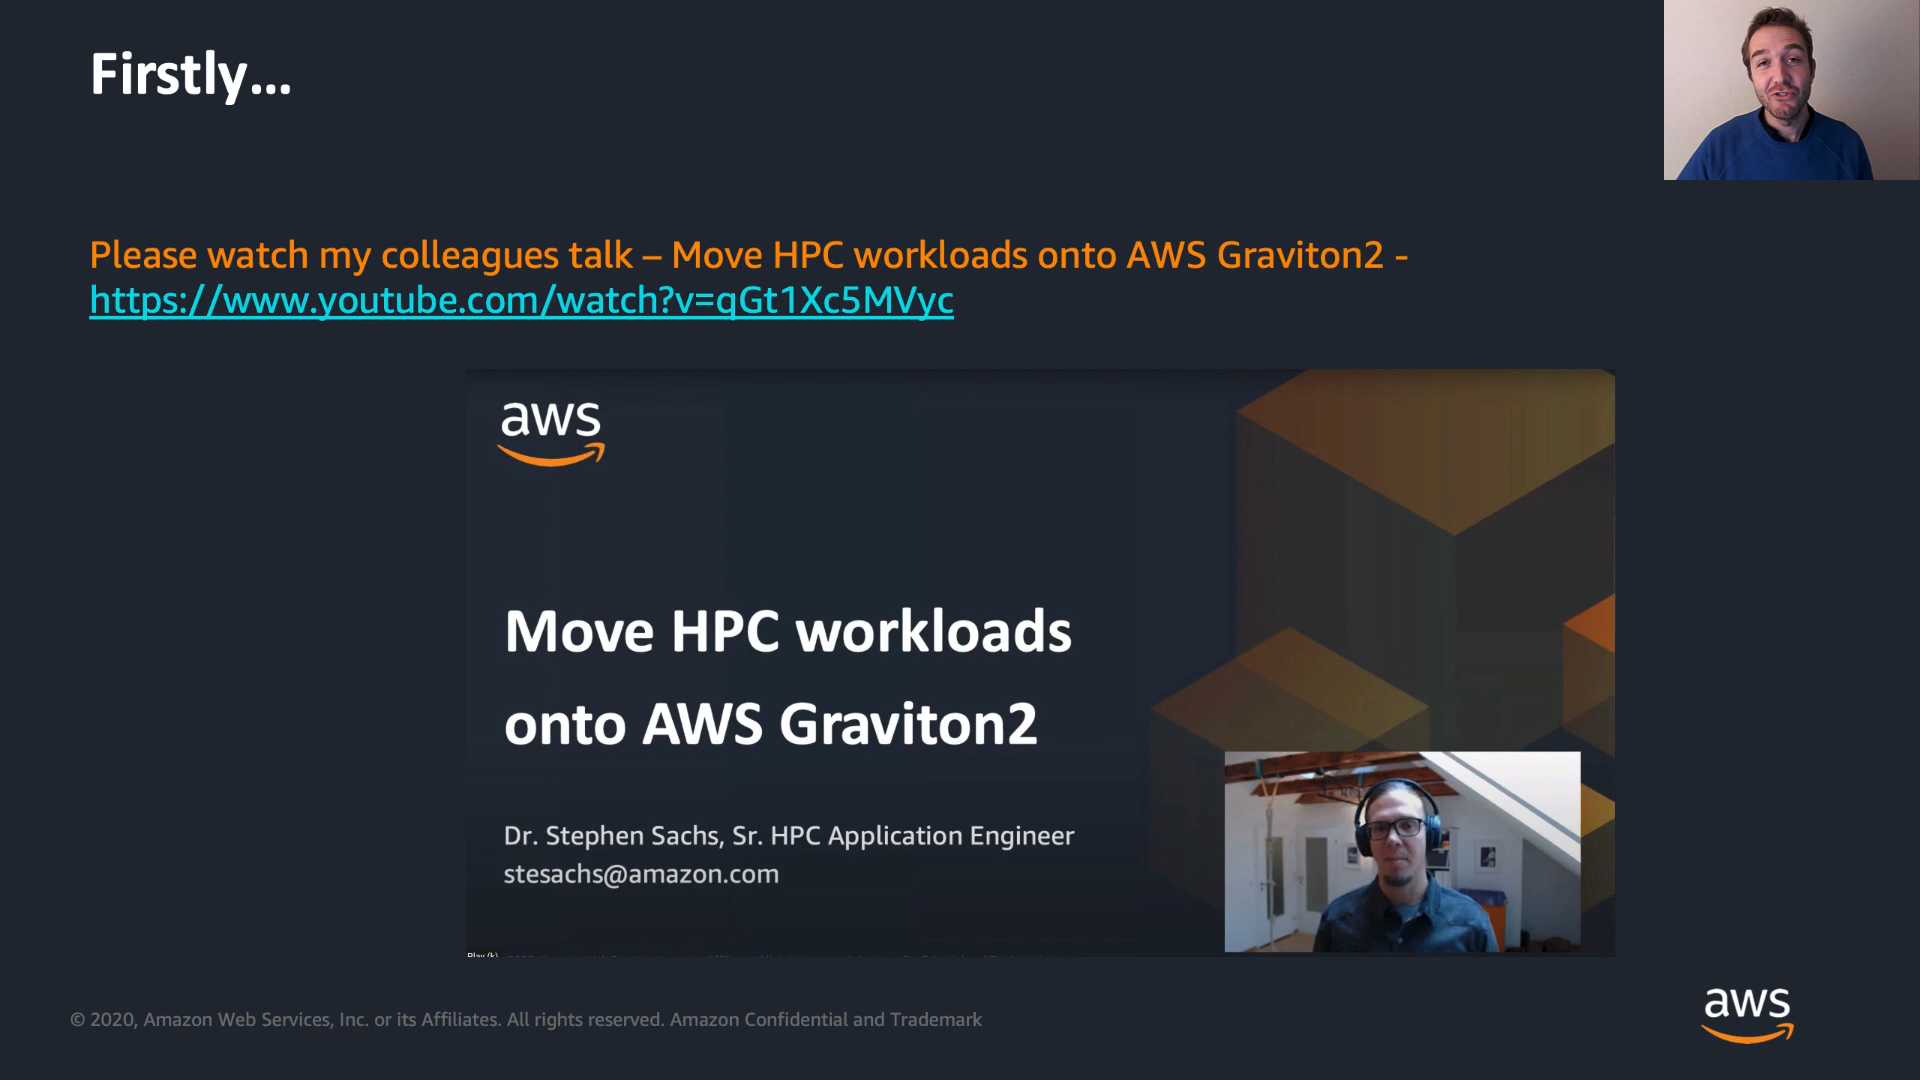 Firstly...
Please watch my colleagues talk – Move HPC workloads onto AWS Graviton2 -
https://www.youtube.com/watch?v=qGt1Xc5MVyc
aws
Move HPC workloads
onto AWS Graviton2
Dr. Stephen Sachs, Sr. HPC Application Engineer
stesachs@amazon.com
Play (k)
© 2020, Amazon Web Services, Inc. or its Affiliates. All rights reserved. Amazon Confidential and Trademark
aws